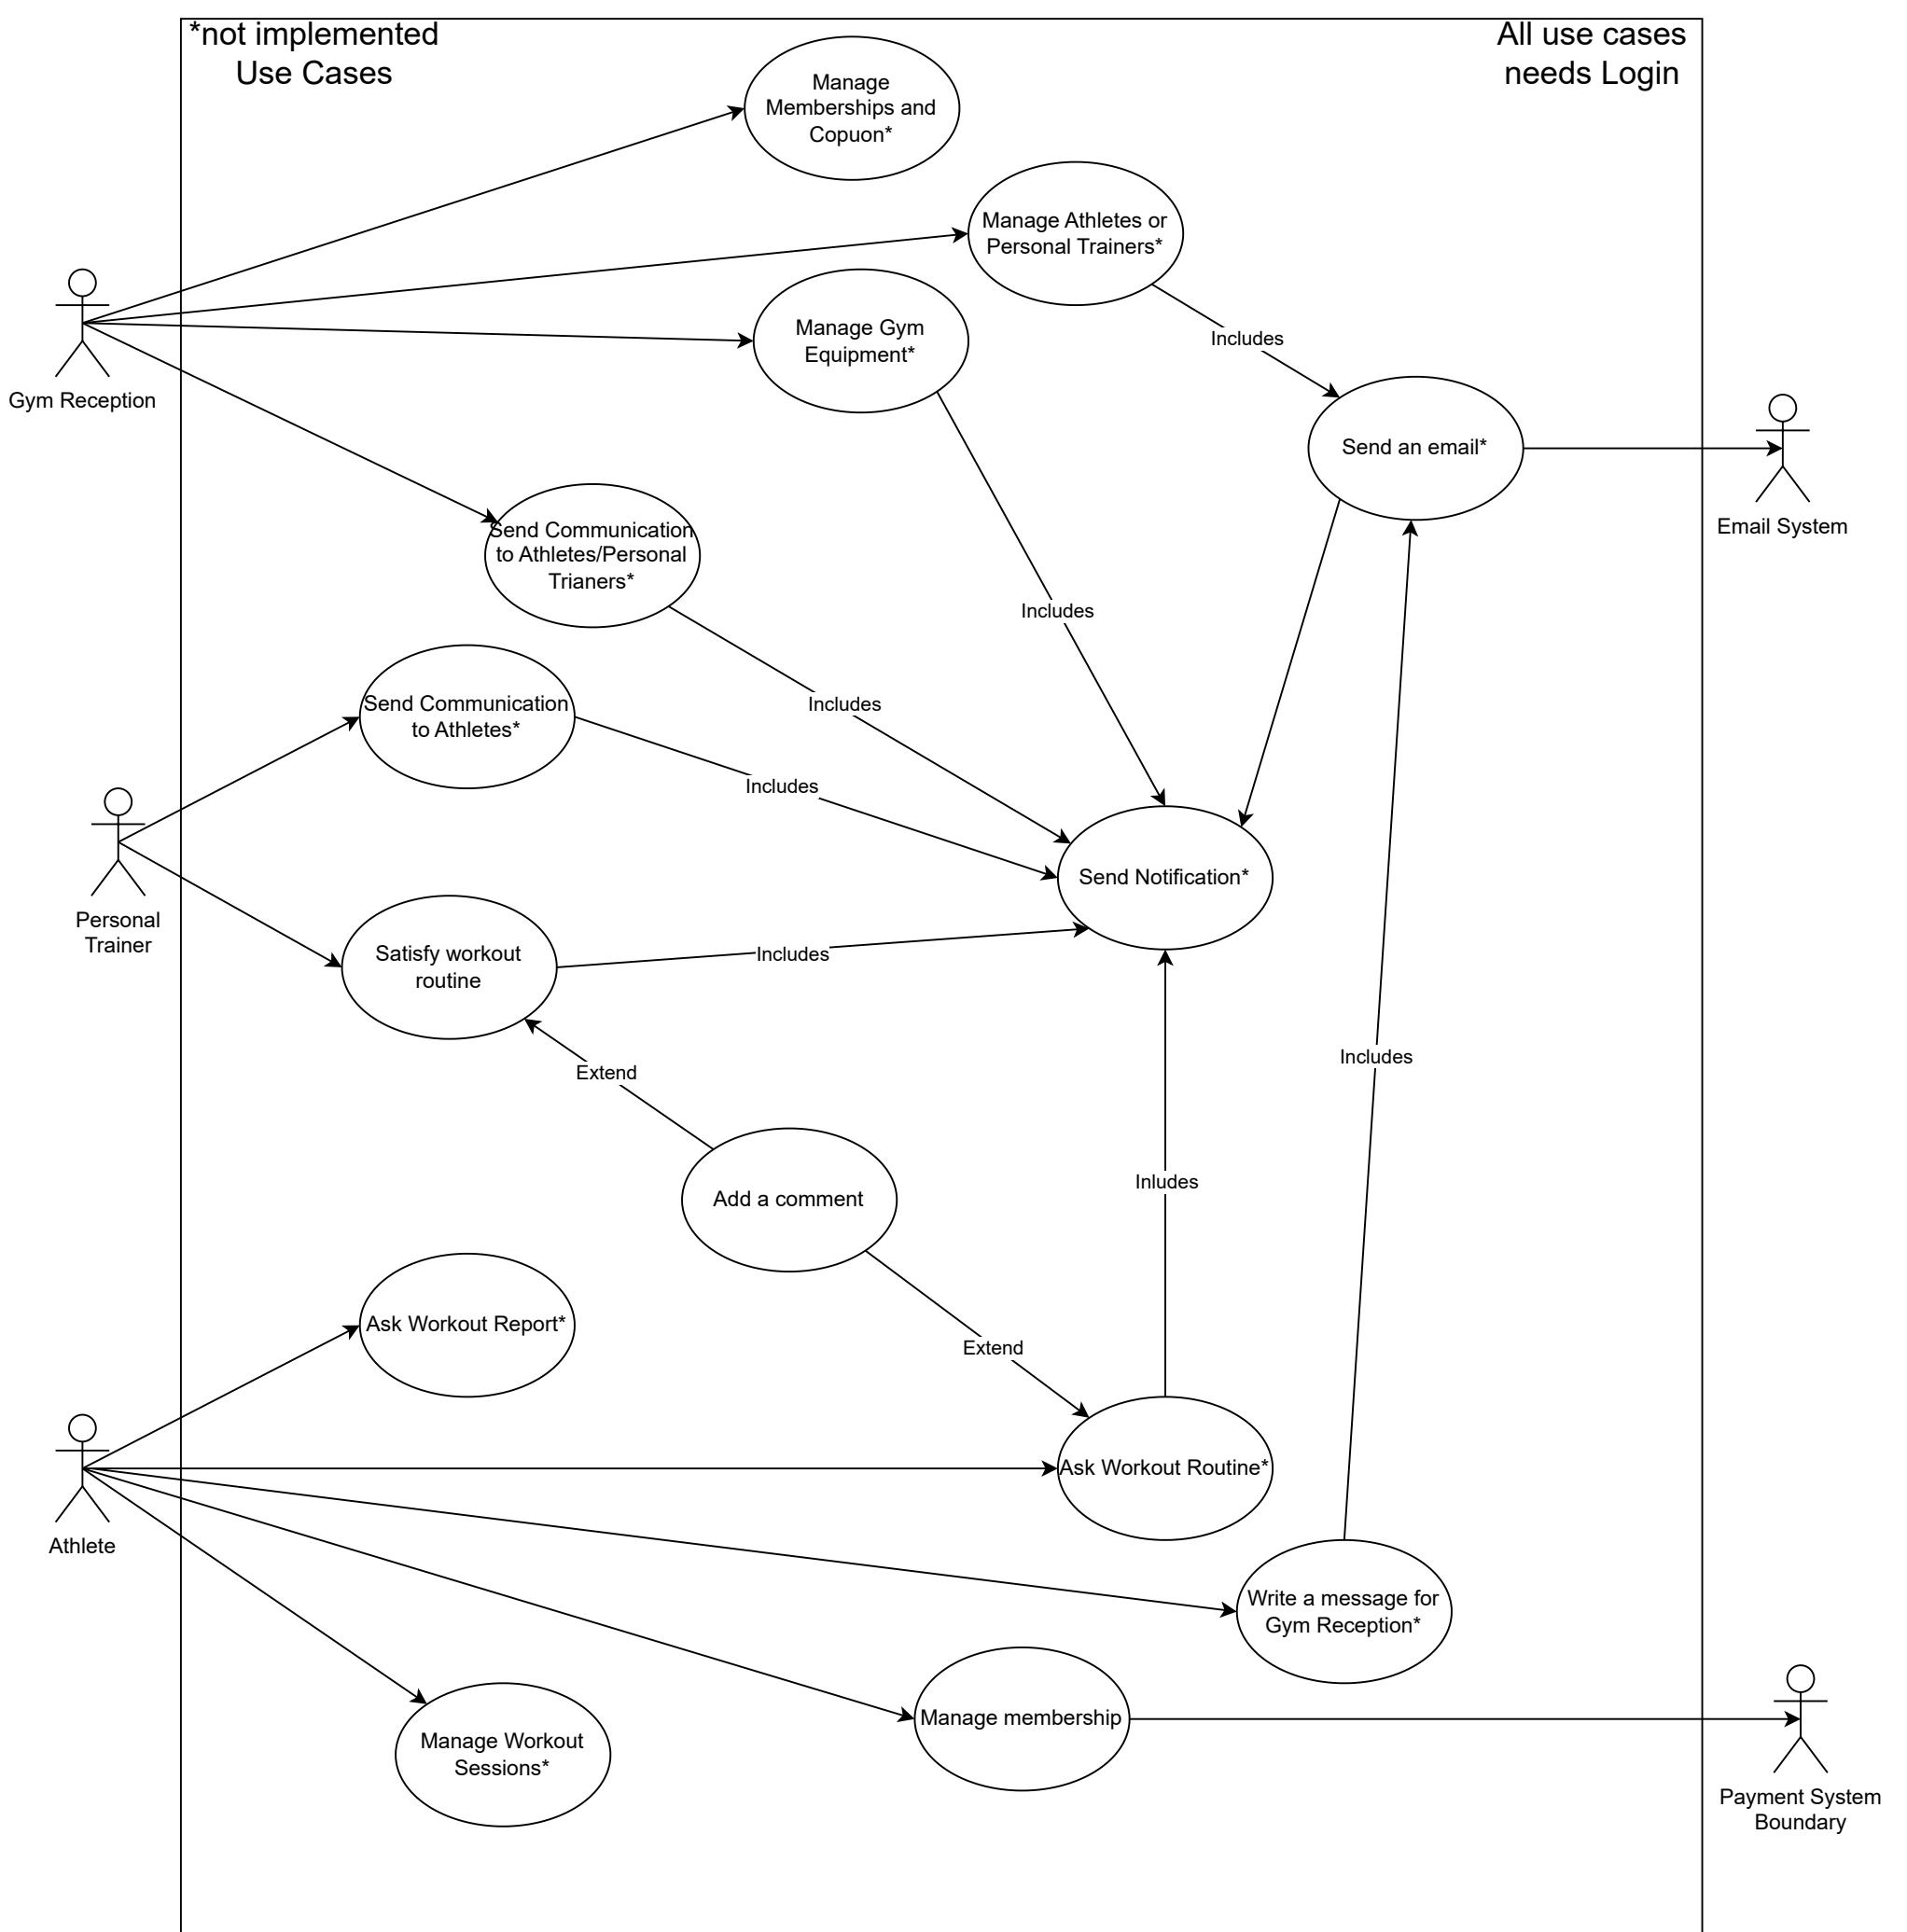 *not implemented
Use Cases
All use cases
needs Login
Manage
Memberships and
Copuon*
Manage Athletes or
Personal Trainers*
Gym Reception
Manage Gym
Equipment*
Includes
Send an email*
Email System
Send Communication
to Athletes/Personal
Trianers*
Includes
Send Communication
to Athletes*
Includes
Includes
Personal
Trainer
Send Notification*
Satisfy workout
routine
Includes
Extend
Includes
Add a comment
Inludes
Ask Workout Report*
Extend
Athlete
Ask Workout Routine*
Write a message for
Gym Reception*
Manage membership
Manage Workout
Sessions*
Payment System
Boundary